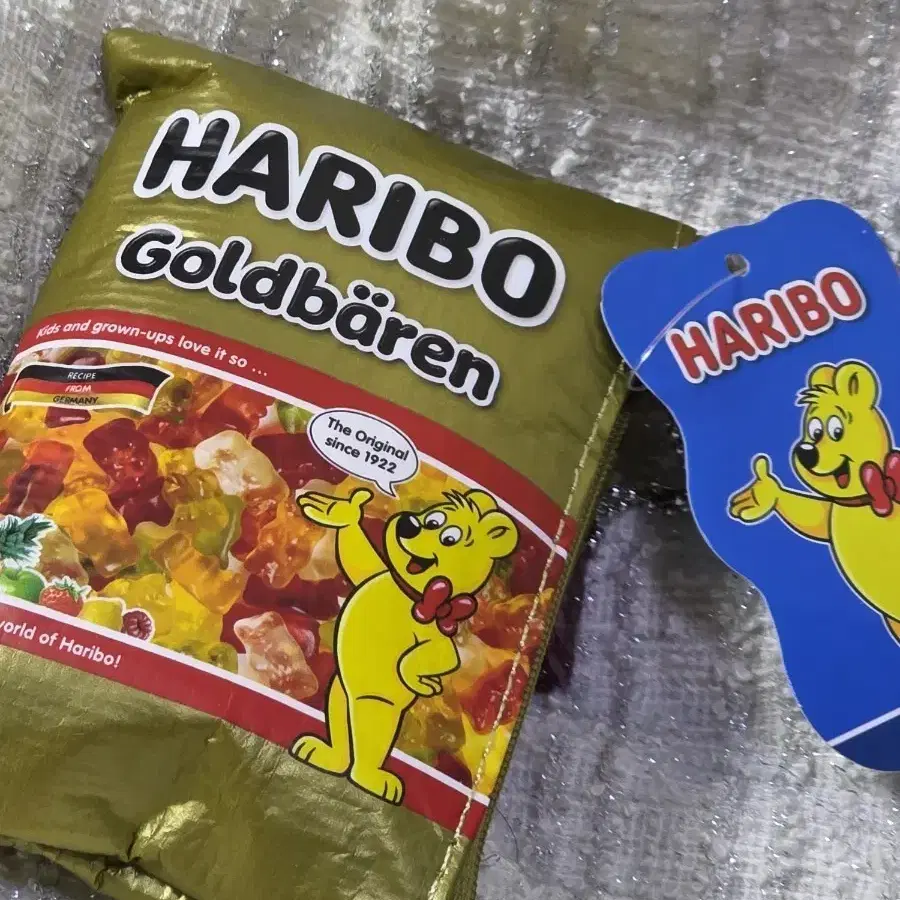 HARIBO
Goldbären
Kids and grown-ups love it so ...
RECIPE
FROM
GERMANY
The Original
since 1922
world of Haribo!
HARIBO